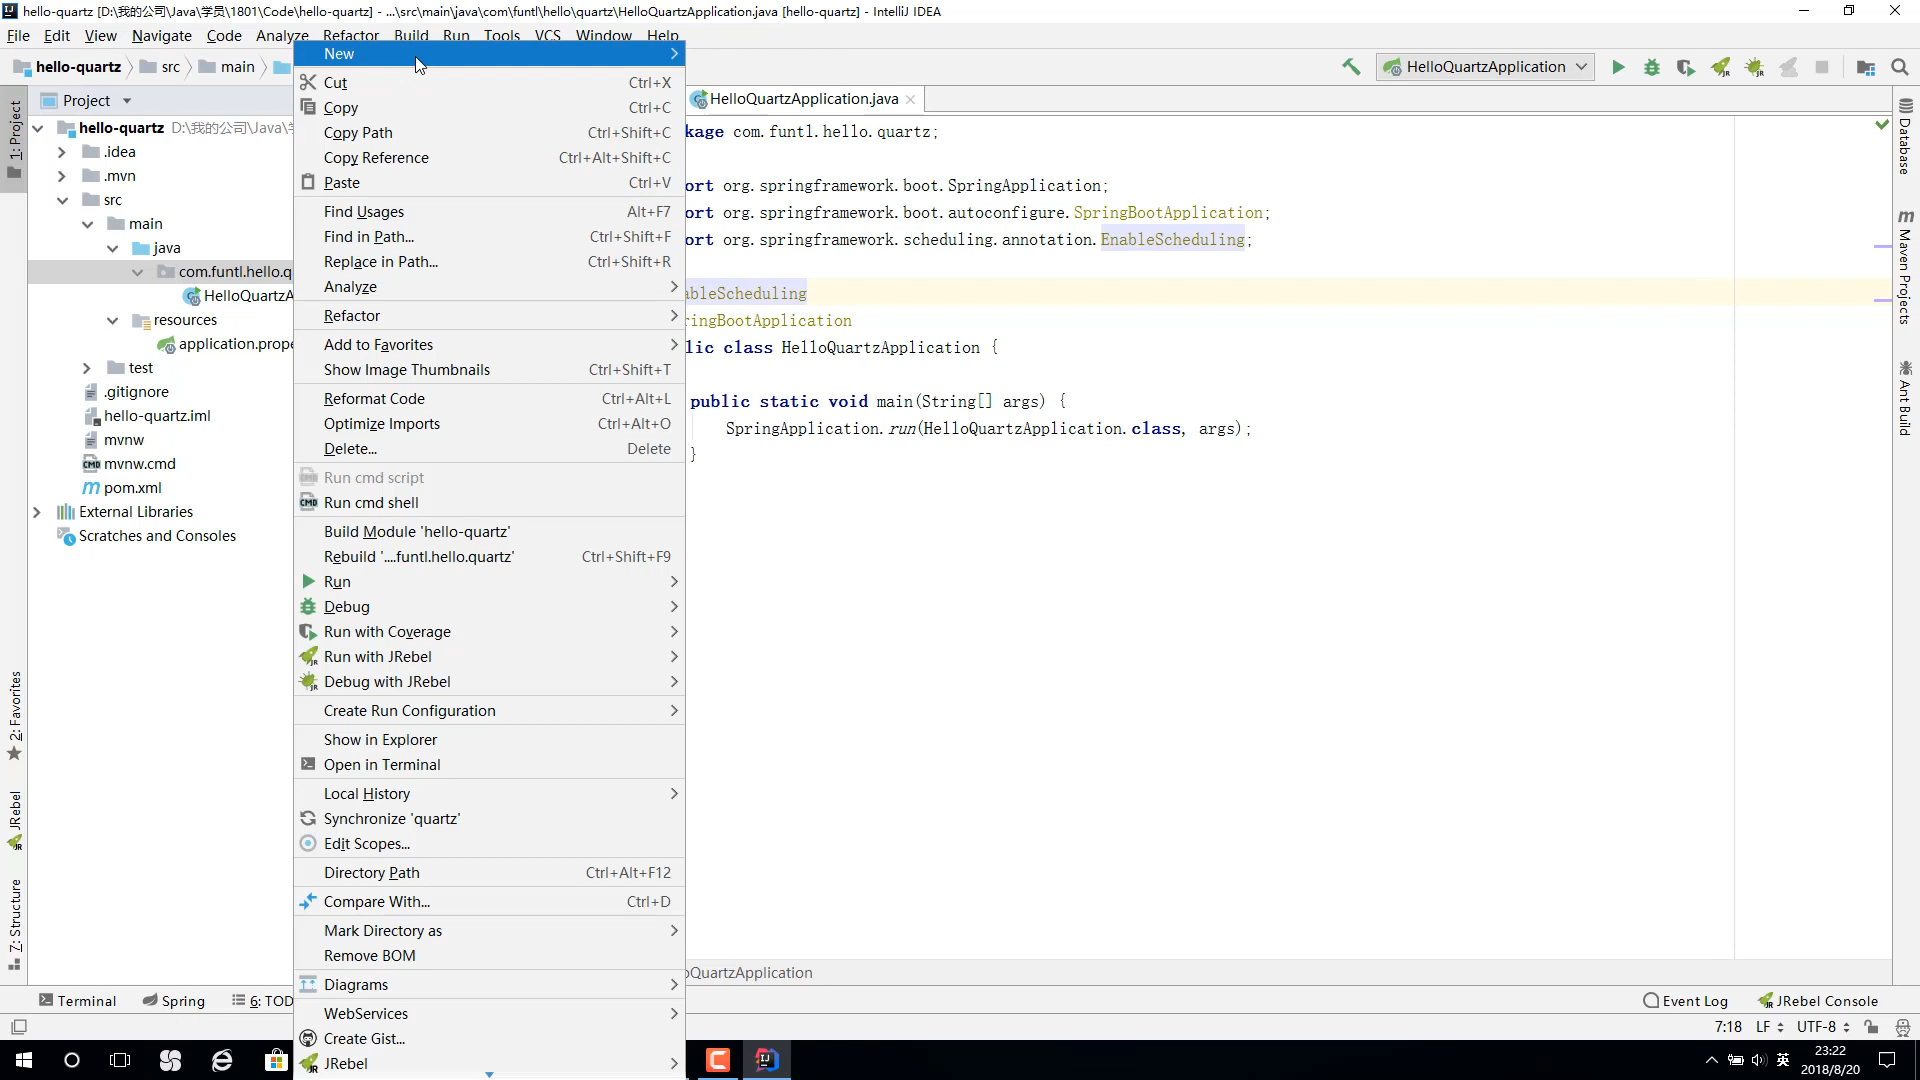 hello-quartz [D:\我的公司\Java\学员\1801\Code\hello-quartz] - ...\src\main\java\com\funtl\hello\quartz\HelloQuartzApplication.java [hello-quartz] - IntelliJ IDEA
File Edit View Navigate Code Analyze Refactor Build Run Tools VCS Window Help
hello-quartz src main
HelloQuartzApplication
Project
HelloQuartzApplication.java
1: Project
2: Favorites
JRebel
7: Structure
hello-quartz D:\我的公司\Java\
.idea
.mvn
src
main
java
com.funtl.hello.q
HelloQuartzA
resources
application.prope
test
.gitignore
hello-quartz.iml
mvnw
mvnw.cmd
pom.xml
External Libraries
Scratches and Consoles
New
Cut Ctrl+X
Copy Ctrl+C
Copy Path Ctrl+Shift+C
Copy Reference Ctrl+Alt+Shift+C
Paste Ctrl+V
Find Usages Alt+F7
Find in Path... Ctrl+Shift+F
Replace in Path... Ctrl+Shift+R
Analyze
Refactor
Add to Favorites
Show Image Thumbnails Ctrl+Shift+T
Reformat Code Ctrl+Alt+L
Optimize Imports Ctrl+Alt+O
Delete... Delete
Run cmd script
Run cmd shell
Build Module 'hello-quartz'
Rebuild '....funtl.hello.quartz' Ctrl+Shift+F9
Run
Debug
Run with Coverage
Run with JRebel
Debug with JRebel
Create Run Configuration
Show in Explorer
Open in Terminal
Local History
Synchronize 'quartz'
Edit Scopes...
Directory Path Ctrl+Alt+F12
Compare With... Ctrl+D
Mark Directory as
Remove BOM
Diagrams
WebServices
Create Gist...
JRebel
kage com.funtl.hello.quartz;
ort org.springframework.boot.SpringApplication;
ort org.springframework.boot.autoconfigure.SpringBootApplication;
ort org.springframework.scheduling.annotation.EnableScheduling;
ableScheduling
ringBootApplication
lic class HelloQuartzApplication {
public static void main(String[] args) {
SpringApplication.run(HelloQuartzApplication.class, args);
}
oQuartzApplication
Database
Maven Projects
Ant Build
Terminal Spring 6: TOD
Event Log JRebel Console
7:18 LF UTF-8
英
23:22
2018/8/20